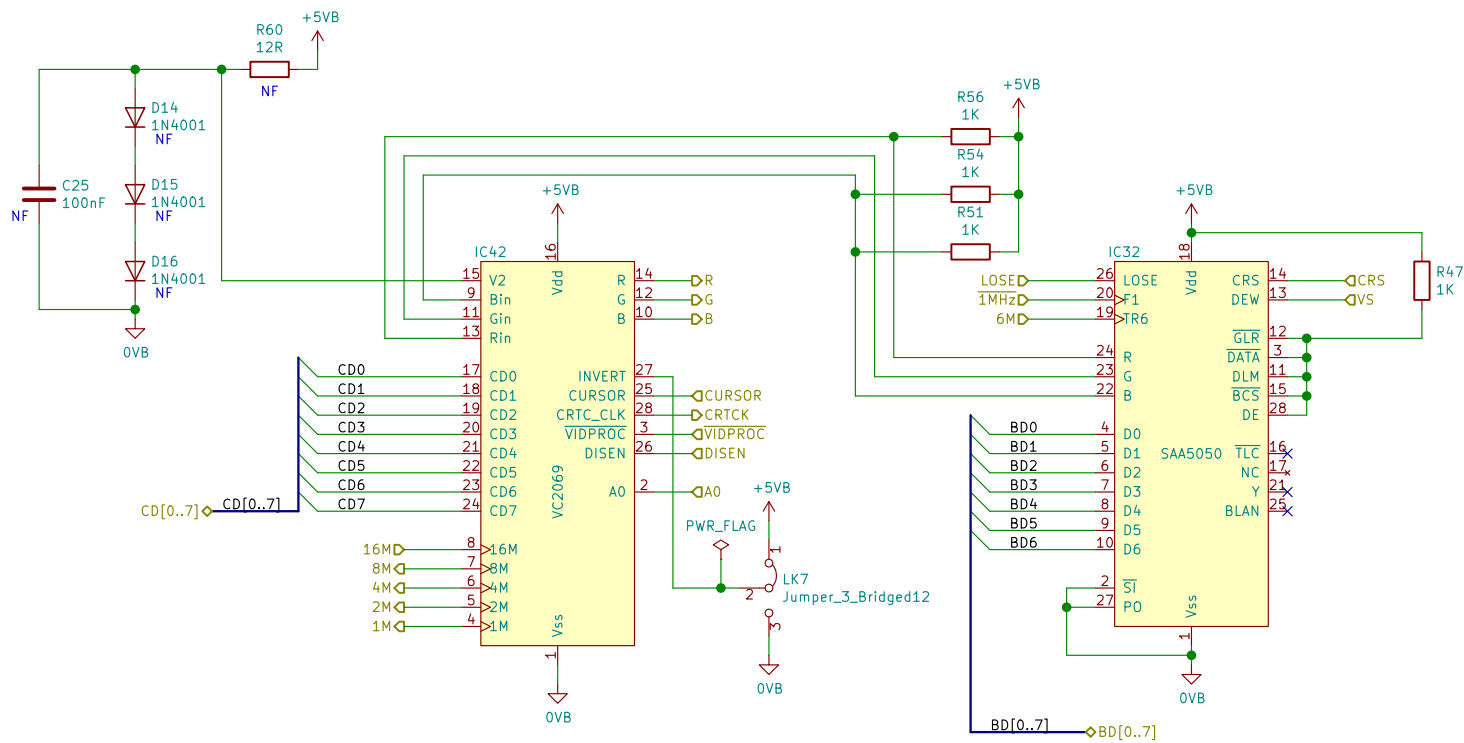 +5VB
R60
12R
NF
D14
1N4001
NF
D15
1N4001
NF
D16
1N4001
NF
C25
100nF
NF
0VB
+5VB
R56
1K
R54
1K
R51
1K
+5VB
IC42
16
Vdd
15 V2
9 Bin
11 Gin
13 Rin
17 CD0
18 CD1
19 CD2
20 CD3
21 CD4
22 CD5
23 CD6
24 CD7
8 16M
7 8M
6 4M
5 2M
4 1M
R 14 R
G 12 G
B 10 B
INVERT 27
CURSOR 25 CURSOR
CRTC_CLK 28 CRTCK
VIDPROC 3 VIDPROC
DISEN 26 DISEN
A0 2 A0
VC2069
Vss
1
0VB
CD0
CD1
CD2
CD3
CD4
CD5
CD6
CD7
CD[0..7] CD[0..7]
16M
8M
4M
2M
1M
+5VB
PWR_FLAG
1
2
3
LK7
Jumper_3_Bridged12
0VB
+5VB
IC32
18
Vdd
LOSE 26 LOSE
1MHz 20 F1
6M 19 TR6
24 R
23 G
22 B
BD0 4 D0
BD1 5 D1
BD2 6 D2
BD3 7 D3
BD4 8 D4
BD5 9 D5
BD6 10 D6
2 SI
27 PO
CRS 14 CRS
DEW 13 VS
GLR 12
DATA 3
DLM 11
BCS 15
DE 28
SAA5050
TLC 16
NC 17
Y 21
BLAN 25
Vss
1
0VB
R47
1K
BD[0..7] BD[0..7]